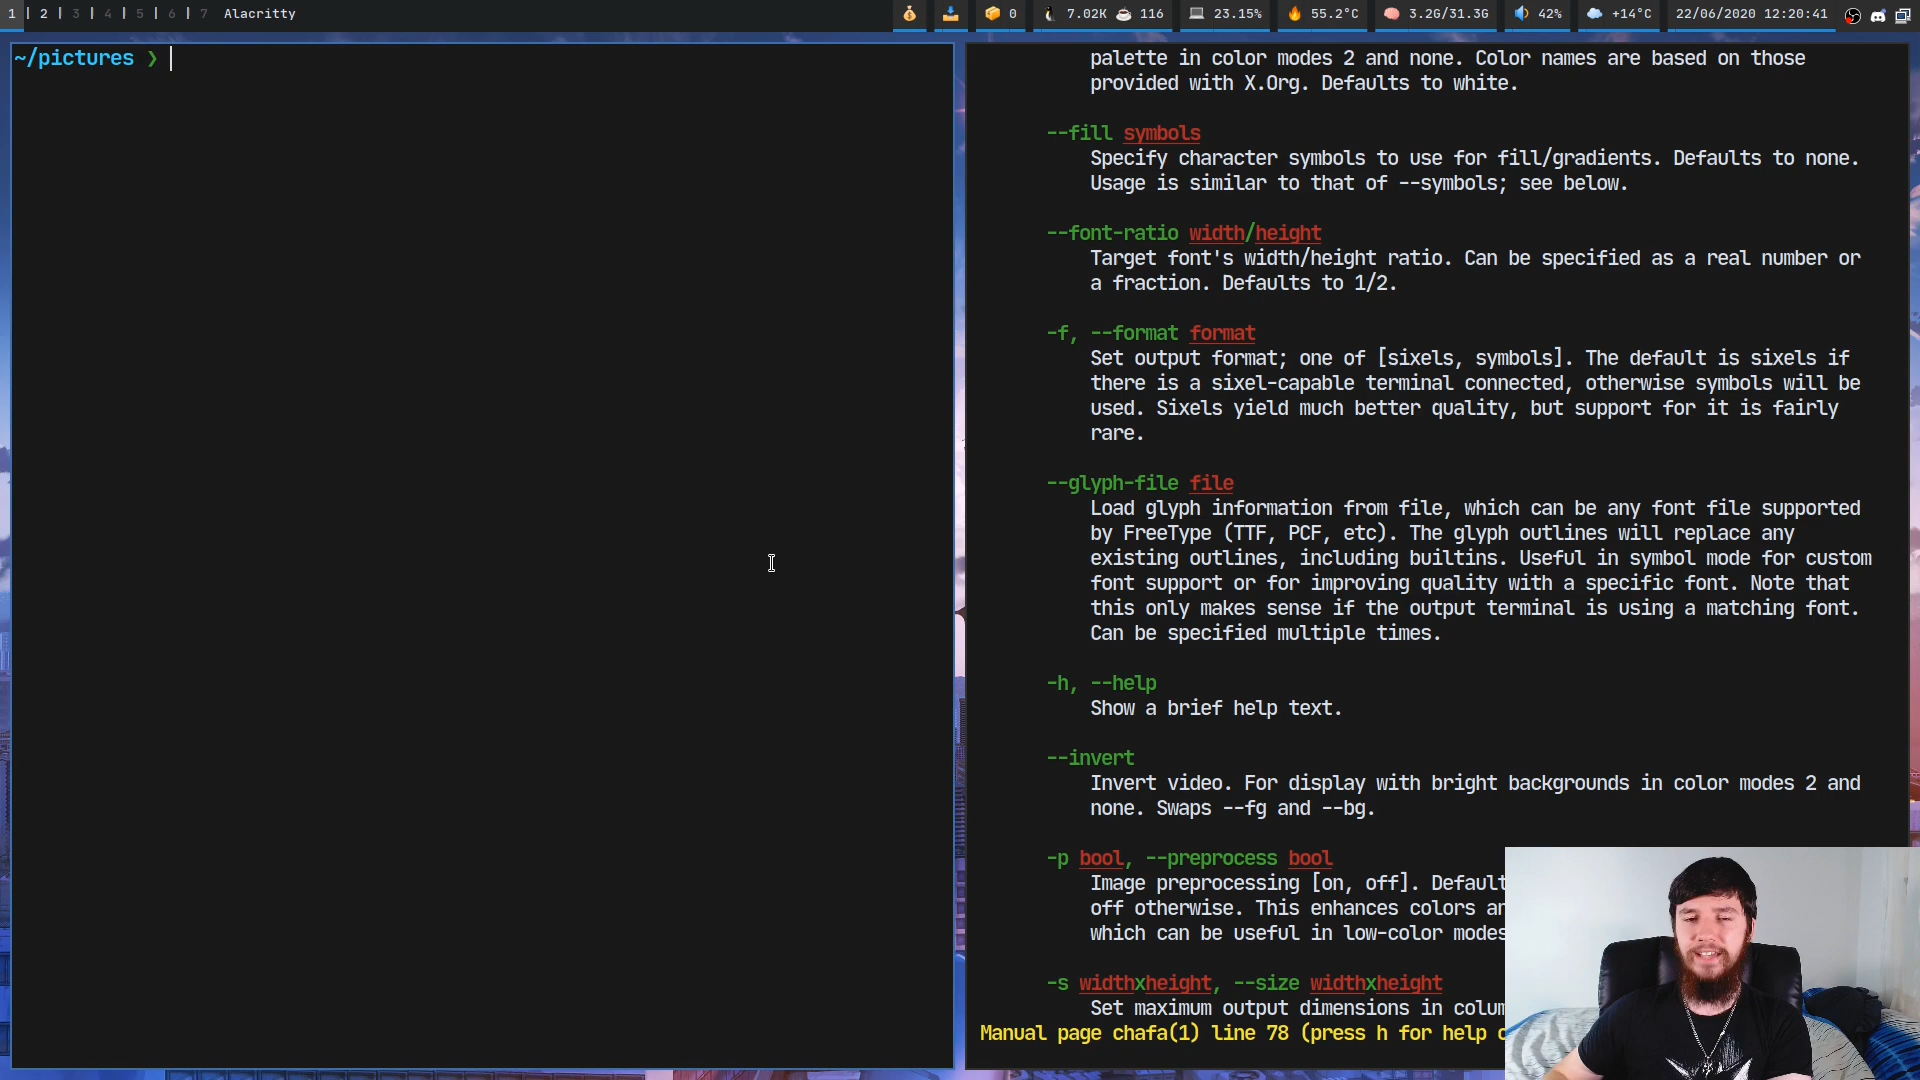 1 | 2 | 3 | 4 | 5 | 6 | 7 Alacritty
0 7.02K 116 23.15% 55.2°C 3.2G/31.3G 42% +14°C 22/06/2020 12:20:41
~/pictures ❯
palette in color modes 2 and none. Color names are based on those
provided with X.Org. Defaults to white.
--fill symbols
Specify character symbols to use for fill/gradients. Defaults to none.
Usage is similar to that of --symbols; see below.
--font-ratio width/height
Target font's width/height ratio. Can be specified as a real number or
a fraction. Defaults to 1/2.
-f, --format format
Set output format; one of [sixels, symbols]. The default is sixels if
there is a sixel-capable terminal connected, otherwise symbols will be
used. Sixels yield much better quality, but support for it is fairly
rare.
--glyph-file file
Load glyph information from file, which can be any font file supported
by FreeType (TTF, PCF, etc). The glyph outlines will replace any
existing outlines, including builtins. Useful in symbol mode for custom
font support or for improving quality with a specific font. Note that
this only makes sense if the output terminal is using a matching font.
Can be specified multiple times.
-h, --help
Show a brief help text.
--invert
Invert video. For display with bright backgrounds in color modes 2 and
none. Swaps --fg and --bg.
-p bool, --preprocess bool
Image preprocessing [on, off]. Default
off otherwise. This enhances colors
which can be useful in low-color modes
-s widthxheight, --size widthxheight
Set maximum output dimensions in
Manual page chafa(1) line 78 (press h for help